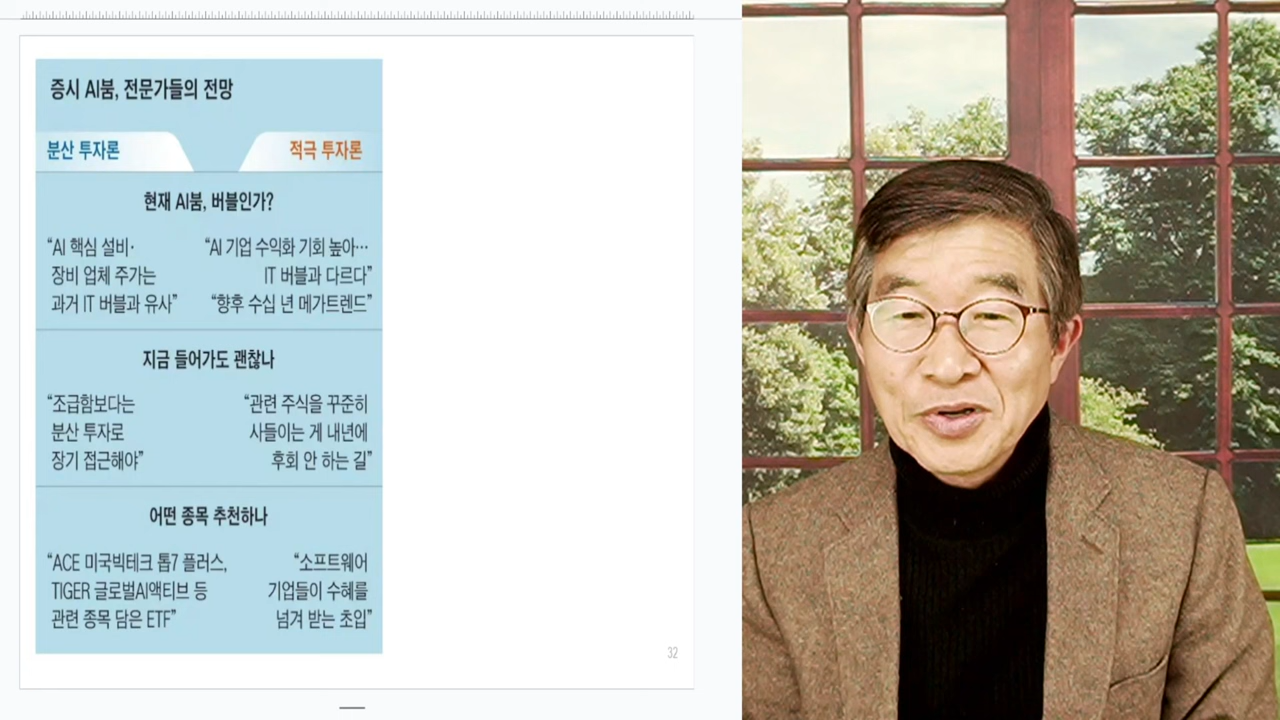 증시 AI붐, 전문가들의 전망
분산 투자론
적극 투자론
현재 AI붐, 버블인가?
“AI 핵심 설비·
장비 업체 주가는
과거 IT 버블과 유사”
“AI 기업 수익화 기회 높아…
IT 버블과 다르다”
“향후 수십 년 메가트렌드”
지금 들어가도 괜찮나
“조급함보다는
분산 투자로
장기 접근해야”
“관련 주식을 꾸준히
사들이는 게 내년에
후회 안 하는 길”
어떤 종목 추천하나
“ACE 미국빅테크 톱7 플러스,
TIGER 글로벌AI액티브 등
관련 종목 담은 ETF”
“소프트웨어
기업들이 수혜를
넘겨 받는 초입”
32